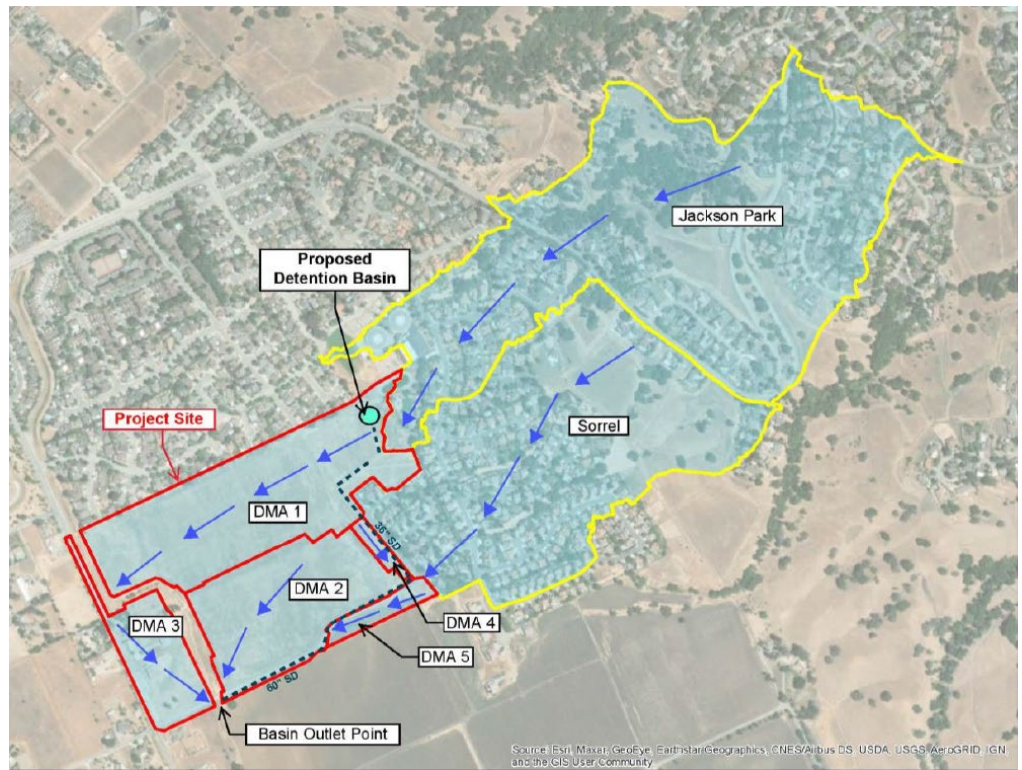 Jackson Park
Proposed
Detention Basin
Project Site
Sorrel
DMA 1
36" SD
DMA 2
DMA 4
DMA 3
DMA 5
60" SD
Basin Outlet Point
Source: Esri, Maxar, GeoEye, Earthstar Geographics, CNES/Airbus DS, USDA, USGS, AeroGRID, IGN,
and the GIS User Community